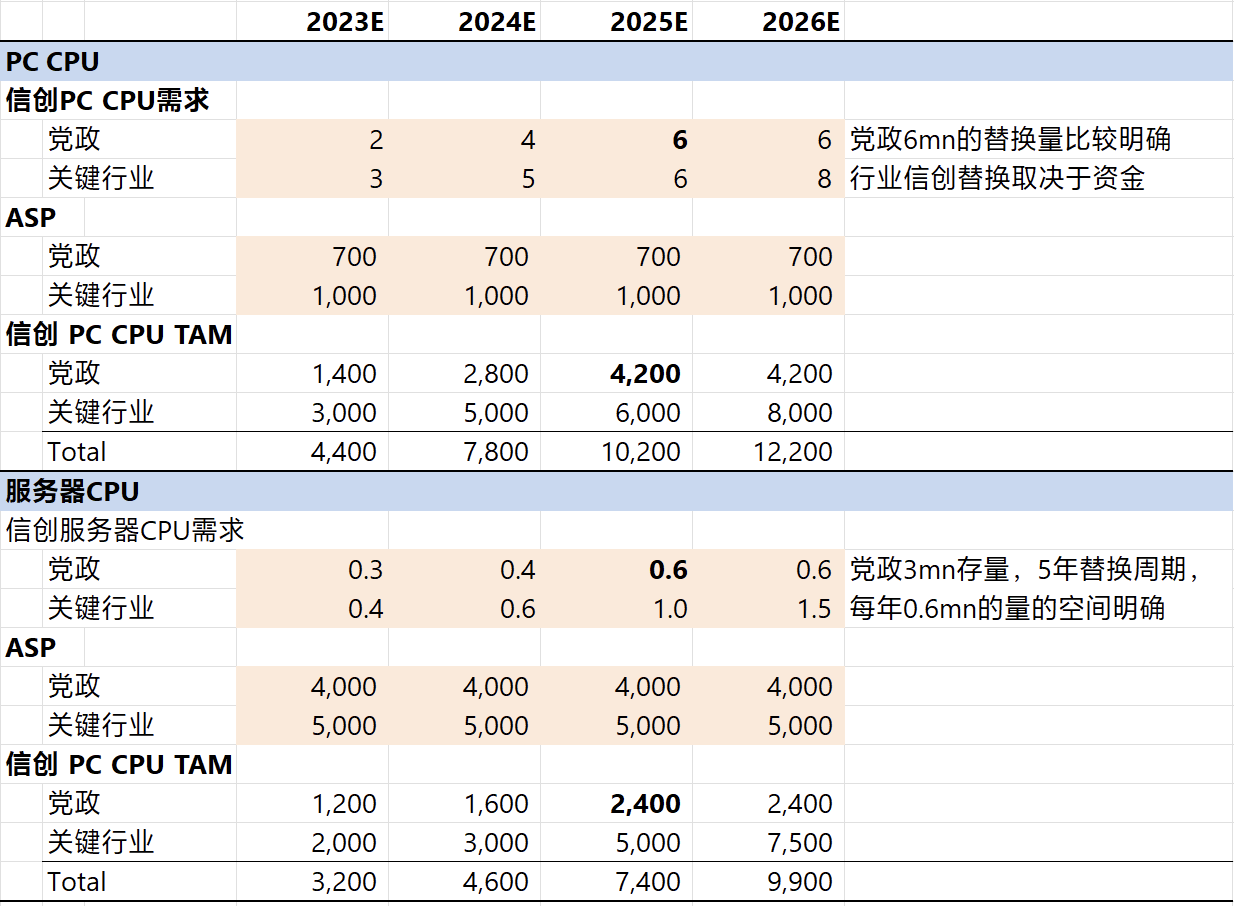 2023E 2024E 2025E 2026E
PC CPU
信创PC CPU需求
党政 2 4 6 6 党政6mn的替换量比较明确
关键行业 3 5 6 8 行业信创替换取决于资金
ASP
党政 700 700 700 700
关键行业 1,000 1,000 1,000 1,000
信创 PC CPU TAM
党政 1,400 2,800 4,200 4,200
关键行业 3,000 5,000 6,000 8,000
Total 4,400 7,800 10,200 12,200
服务器CPU
信创服务器CPU需求
党政 0.3 0.4 0.6 0.6 党政3mn存量，5年替换周期，
关键行业 0.4 0.6 1.0 1.5 每年0.6mn的量的空间明确
ASP
党政 4,000 4,000 4,000 4,000
关键行业 5,000 5,000 5,000 5,000
信创 PC CPU TAM
党政 1,200 1,600 2,400 2,400
关键行业 2,000 3,000 5,000 7,500
Total 3,200 4,600 7,400 9,900